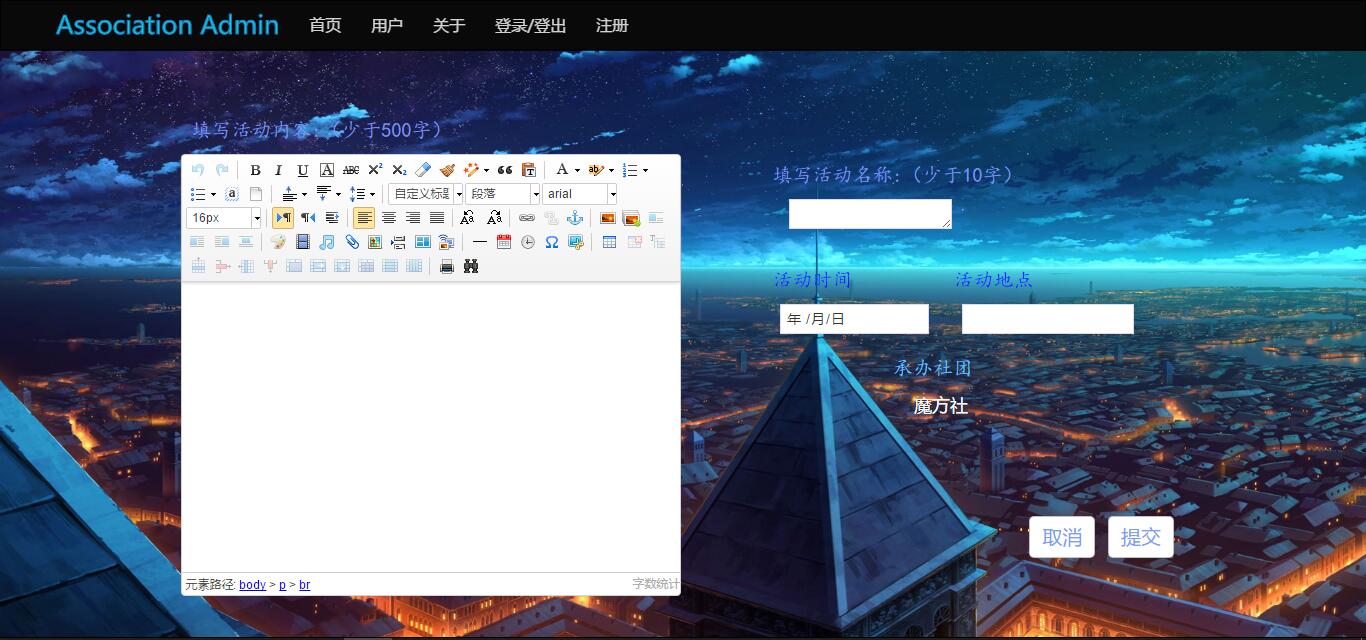 Association Admin 首页 用户 关于 登录/登出 注册
填写活动内容:（少于500字）
自定义标题 段落 arial
16px
元素路径: body > p > br
字数统计
填写活动名称:（少于10字）
活动时间 活动地点
年 /月/日
承办社团
魔方社
取消 提交